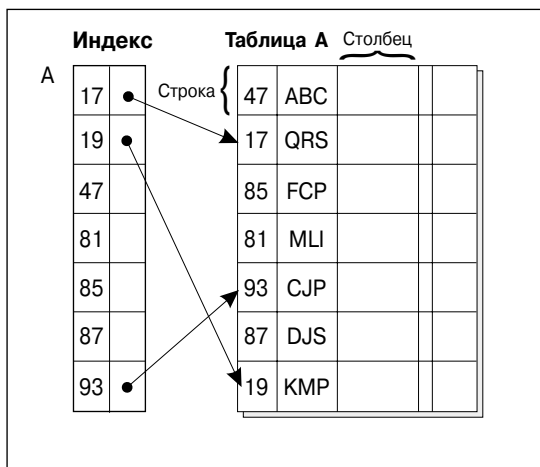 Индекс Таблица A Столбец
A
17 Строка 47 ABC
19 17 QRS
47 85 FCP
81 81 MLI
85 93 CJP
87 87 DJS
93 19 KMP